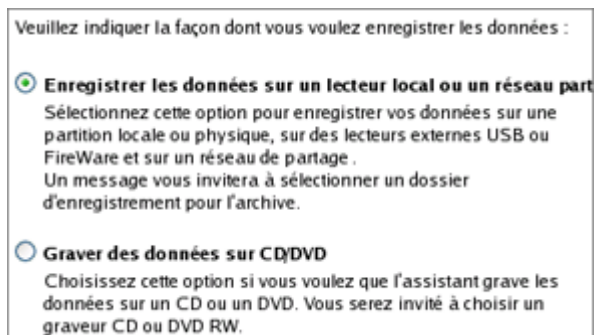 Veuillez indiquer la façon dont vous voulez enregistrer les données :
Enregistrer les données sur un lecteur local ou un réseau part
Sélectionnez cette option pour enregistrer vos données sur une
partition locale ou physique, sur des lecteurs externes USB ou
FireWare et sur un réseau de partage .
Un message vous invitera à sélectionner un dossier
d'enregistrement pour l'archive.
Graver des données sur CD/DVD
Choisissez cette option si vous voulez que l'assistant grave les
données sur un CD ou un DVD. Vous serez invité à choisir un
graveur CD ou DVD RW.